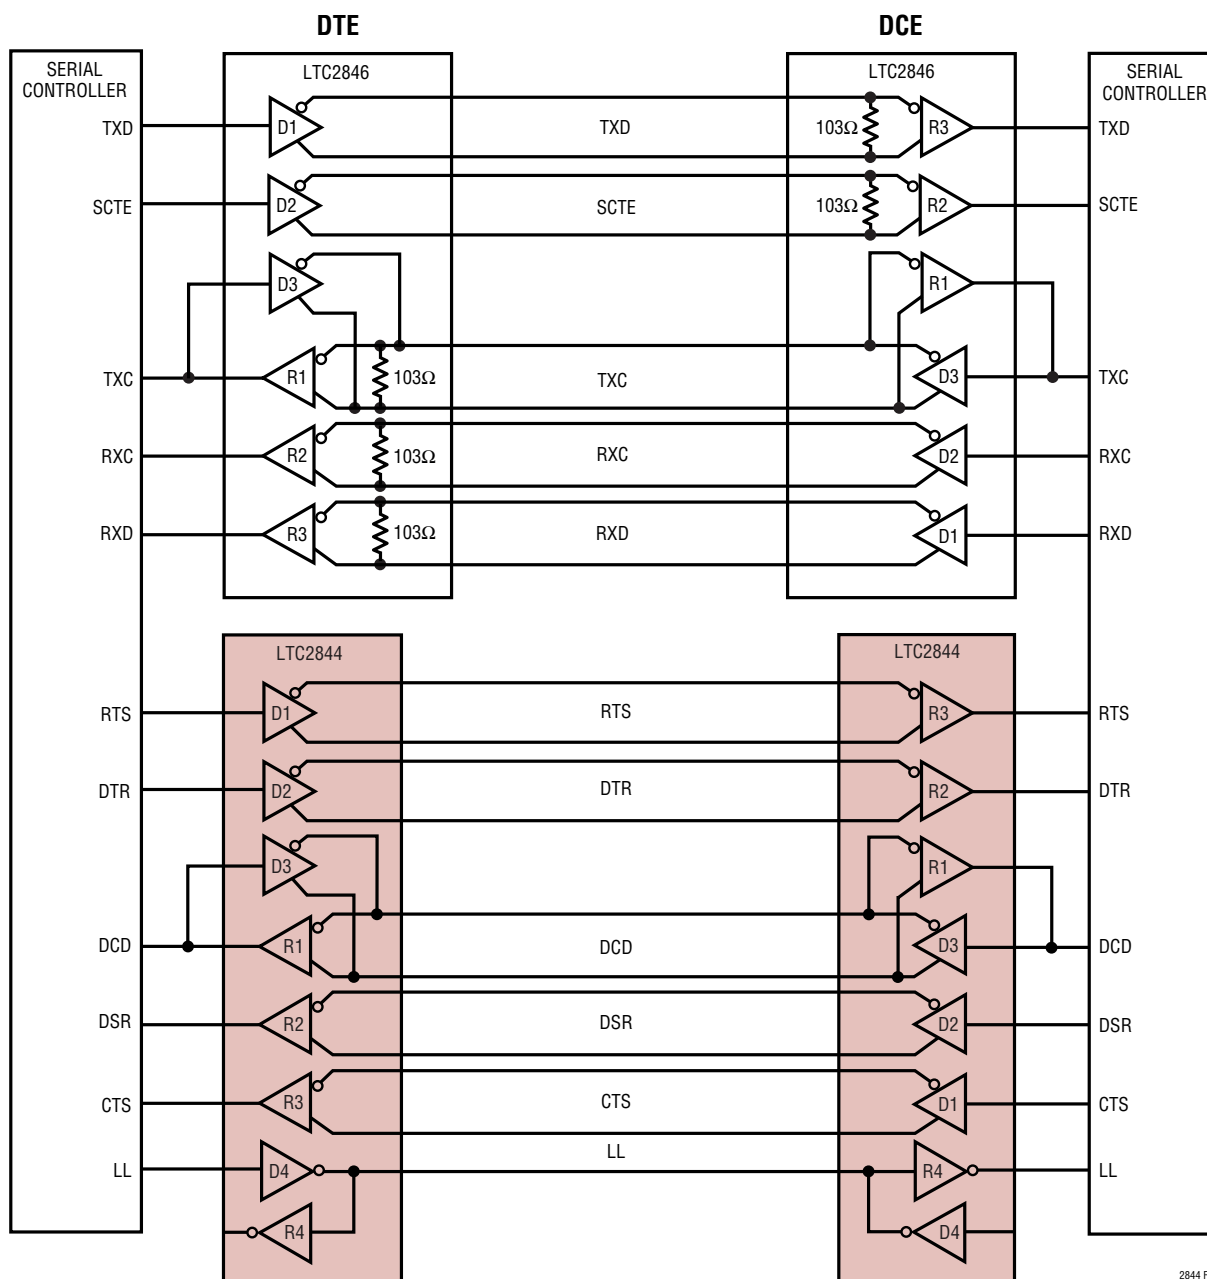 DTE DCE
SERIAL CONTROLLER
LTC2846
LTC2846
SERIAL CONTROLLER
TXD D1 TXD 103Ω R3 TXD
SCTE D2 SCTE 103Ω R2 SCTE
D3 R1
TXC R1 103Ω TXC D3 TXC
RXC R2 103Ω RXC D2 RXC
RXD R3 103Ω RXD D1 RXD
LTC2844 LTC2844
RTS D1 RTS R3 RTS
DTR D2 DTR R2 DTR
D3 R1
DCD R1 DCD D3 DCD
DSR R2 DSR D2 DSR
CTS R3 CTS D1 CTS
LL
LL D4 R4 LL
R4 D4
2844 F